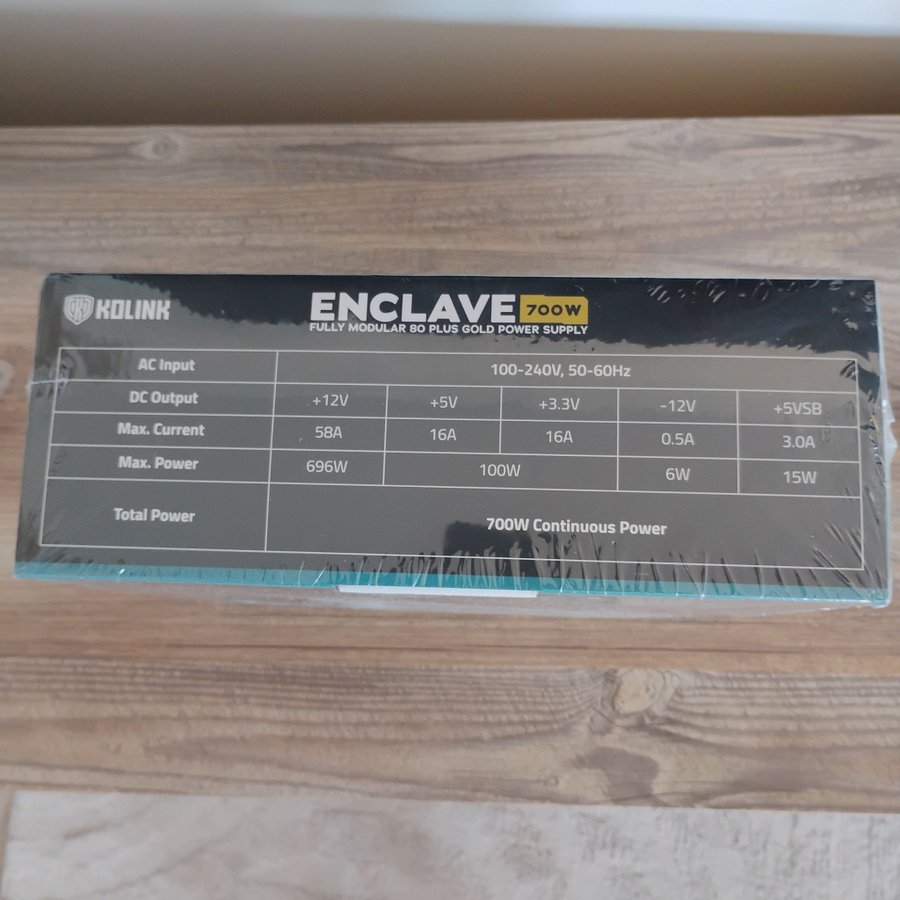 KOLINK
ENCLAVE 700W
FULLY MODULAR 80 PLUS GOLD POWER SUPPLY
AC Input 100-240V, 50-60Hz
DC Output +12V +5V +3.3V -12V +5VSB
Max. Current 58A 16A 16A 0.5A 3.0A
Max. Power 696W 100W 6W 15W
Total Power 700W Continuous Power